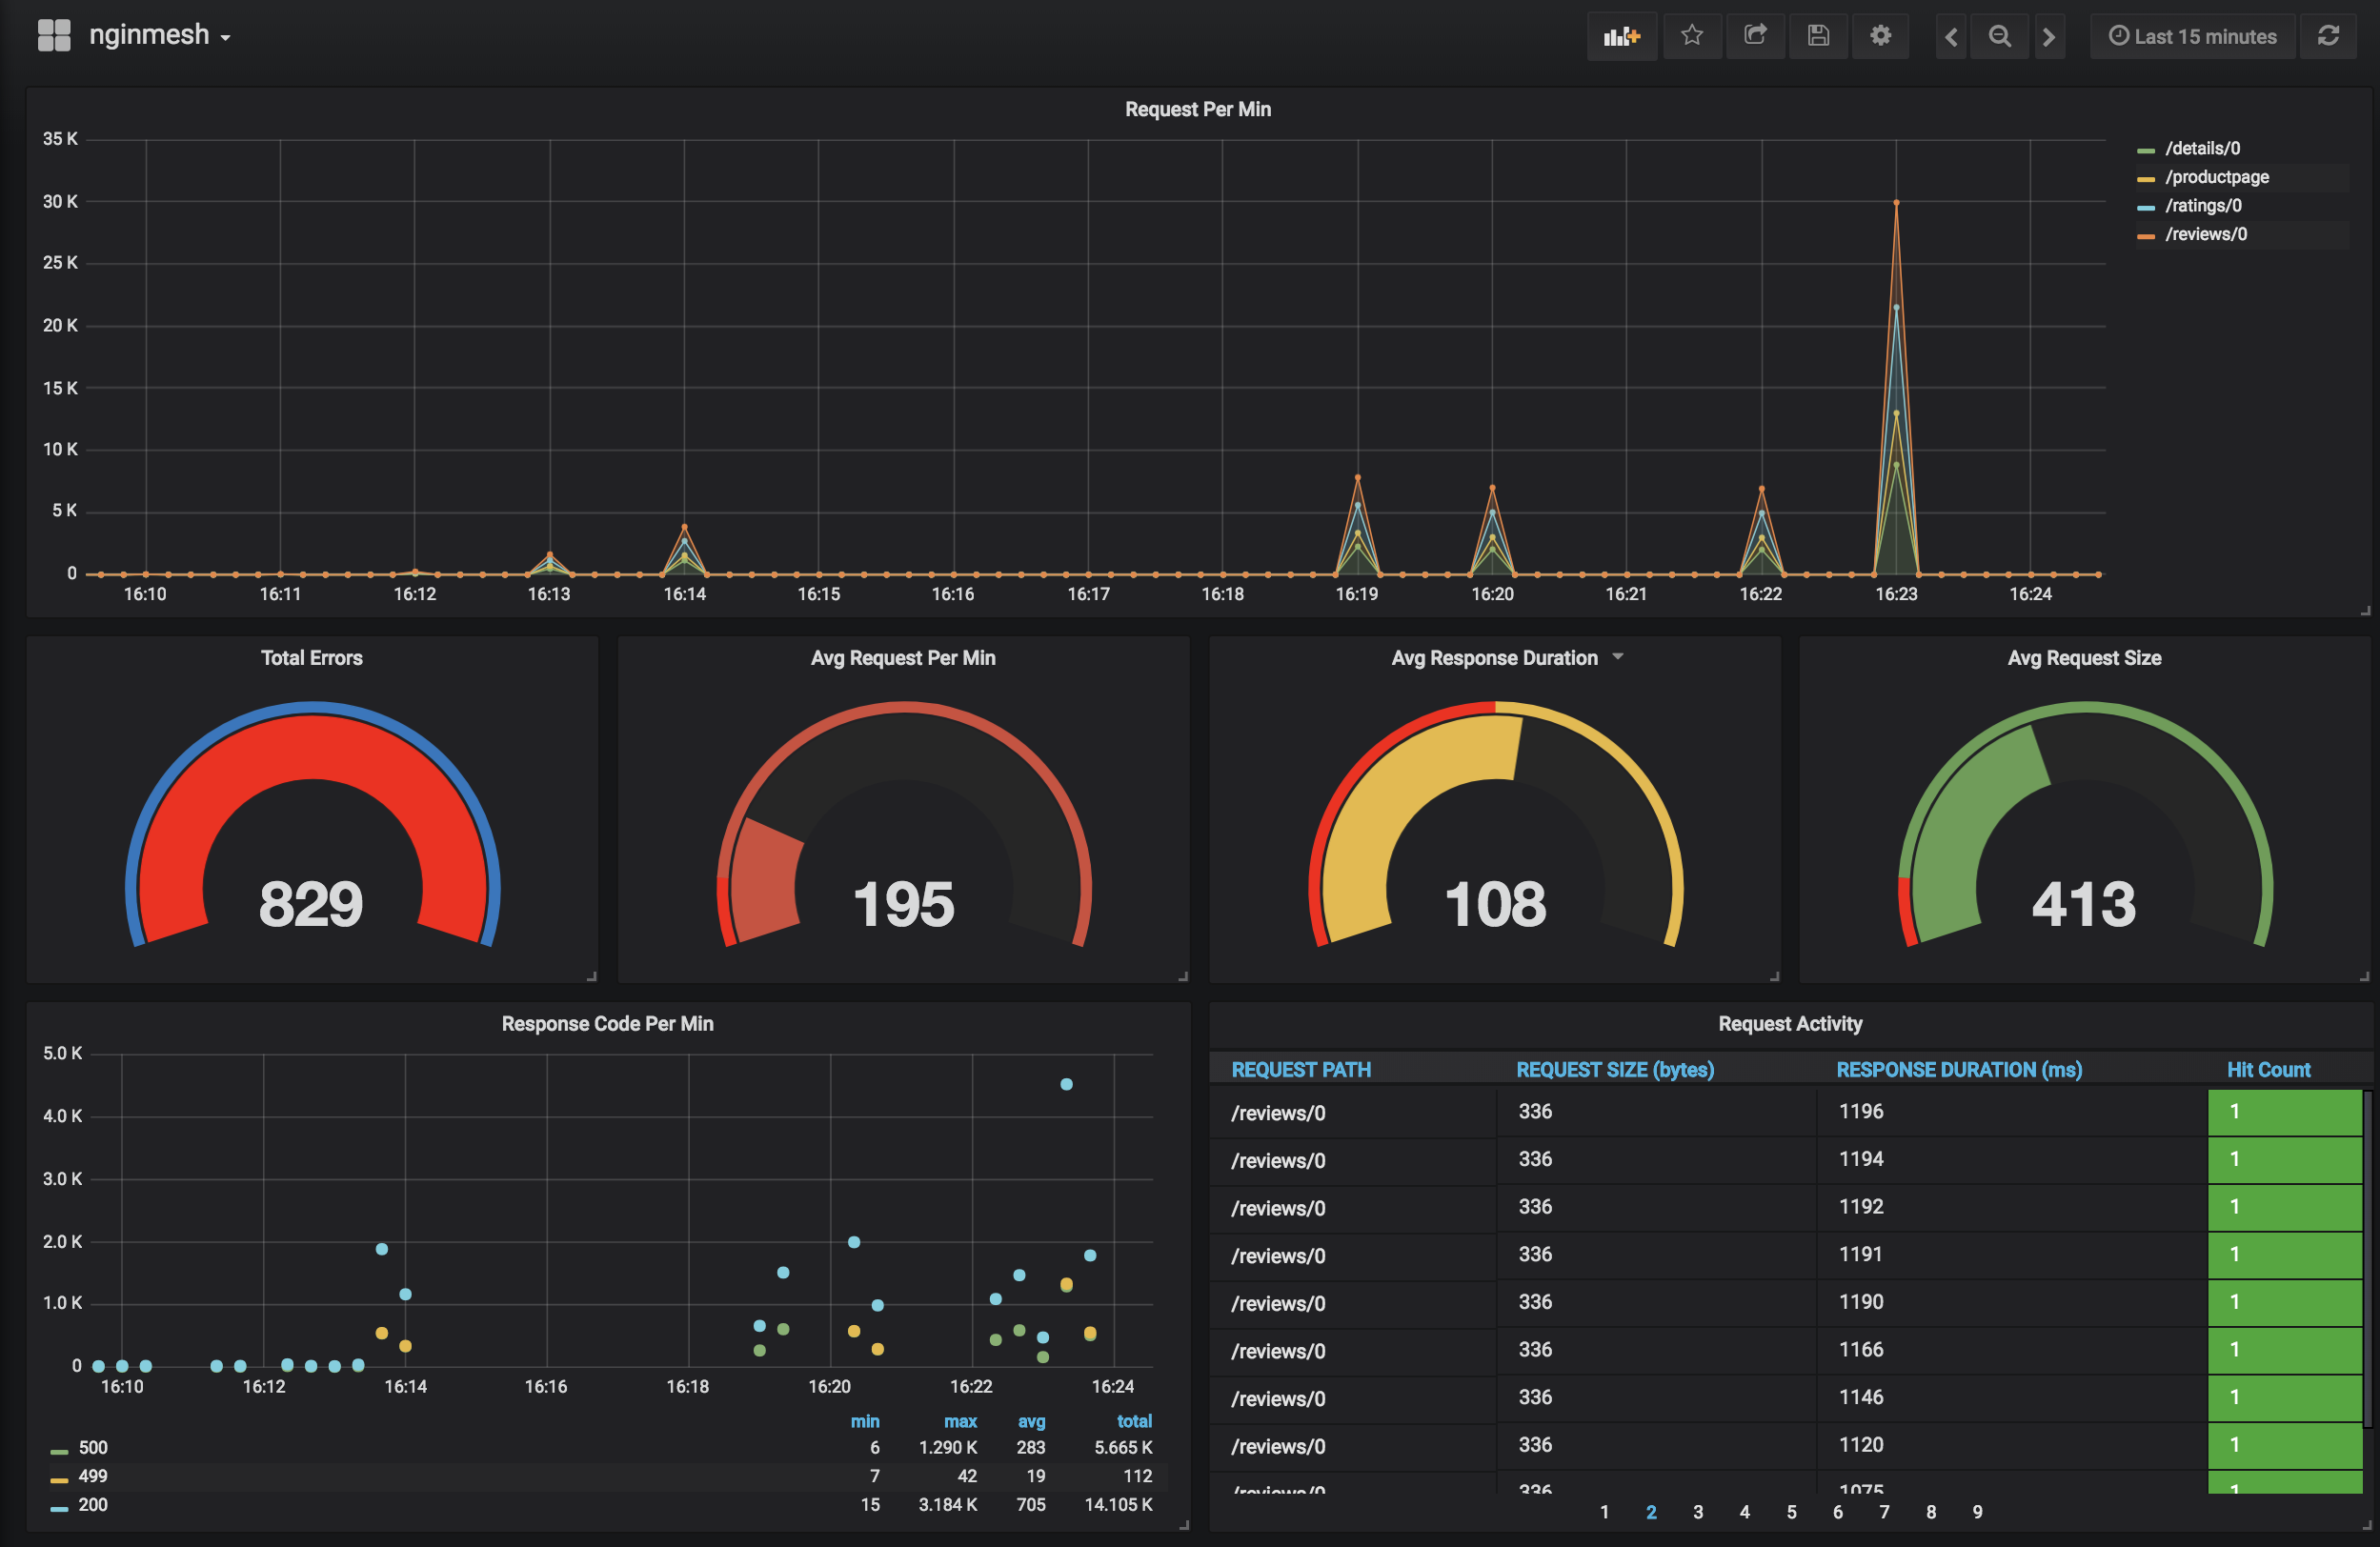 nginmesh
Last 15 minutes
Request Per Min
35 K
30 K
25 K
20 K
15 K
10 K
5 K
0
16:10 16:11 16:12 16:13 16:14 16:15 16:16 16:17 16:18 16:19 16:20 16:21 16:22 16:23 16:24
/details/0
/productpage
/ratings/0
/reviews/0
Total Errors
829
Avg Request Per Min
195
Avg Response Duration
108
Avg Request Size
413
Response Code Per Min
5.0 K
4.0 K
3.0 K
2.0 K
1.0 K
0
16:10 16:12 16:14 16:16 16:18 16:20 16:22 16:24
min max avg total
500 6 1.290 K 283 5.665 K
499 7 42 19 112
200 15 3.184 K 705 14.105 K
Request Activity
REQUEST PATH REQUEST SIZE (bytes) RESPONSE DURATION (ms) Hit Count
/reviews/0 336 1196 1
/reviews/0 336 1194 1
/reviews/0 336 1192 1
/reviews/0 336 1191 1
/reviews/0 336 1190 1
/reviews/0 336 1166 1
/reviews/0 336 1146 1
/reviews/0 336 1120 1
/reviews/0 336 1075 1
1 2 3 4 5 6 7 8 9